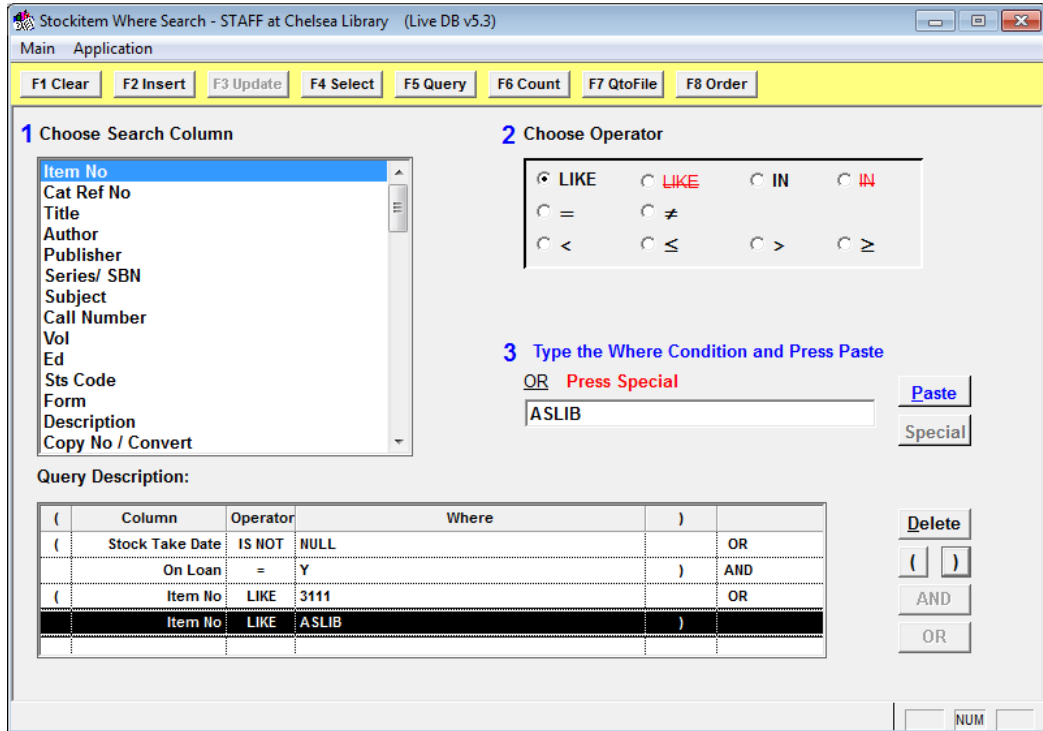 Stockitem Where Search - STAFF at Chelsea Library (Live DB v5.3)
Main Application
F1 Clear F2 Insert F3 Update F4 Select F5 Query F6 Count F7 QtoFile F8 Order
1 Choose Search Column
2 Choose Operator
Item No
Cat Ref No
Title
Author
Publisher
Series/ SBN
Subject
Call Number
Vol
Ed
Sts Code
Form
Description
Copy No / Convert
LIKE LIKE IN IN
= ≠
< ≤ > ≥
3 Type the Where Condition and Press Paste
OR Press Special
ASLIB
Paste
Special
Query Description:
( Column Operator Where )
( Stock Take Date IS NOT NULL OR
On Loan = Y ) AND
( Item No LIKE 3111 OR
Item No LIKE ASLIB )
Delete
( )
AND
OR
NUM